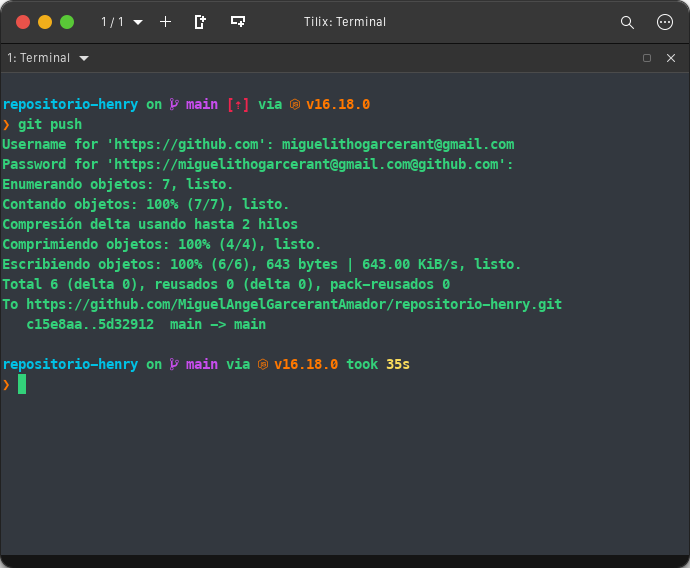 1 / 1
Tilix: Terminal
1: Terminal
repositorio-henry on main [↑] via v16.18.0
❯ git push
Username for 'https://github.com': miguelithogarcerant@gmail.com
Password for 'https://miguelithogarcerant@gmail.com@github.com':
Enumerando objetos: 7, listo.
Contando objetos: 100% (7/7), listo.
Compresión delta usando hasta 2 hilos
Comprimiendo objetos: 100% (4/4), listo.
Escribiendo objetos: 100% (6/6), 643 bytes | 643.00 KiB/s, listo.
Total 6 (delta 0), reusados 0 (delta 0), pack-reusados 0
To https://github.com/MiguelAngelGarcerantAmador/repositorio-henry.git
   c15e8aa..5d32912  main -> main
repositorio-henry on main via v16.18.0 took 35s
❯